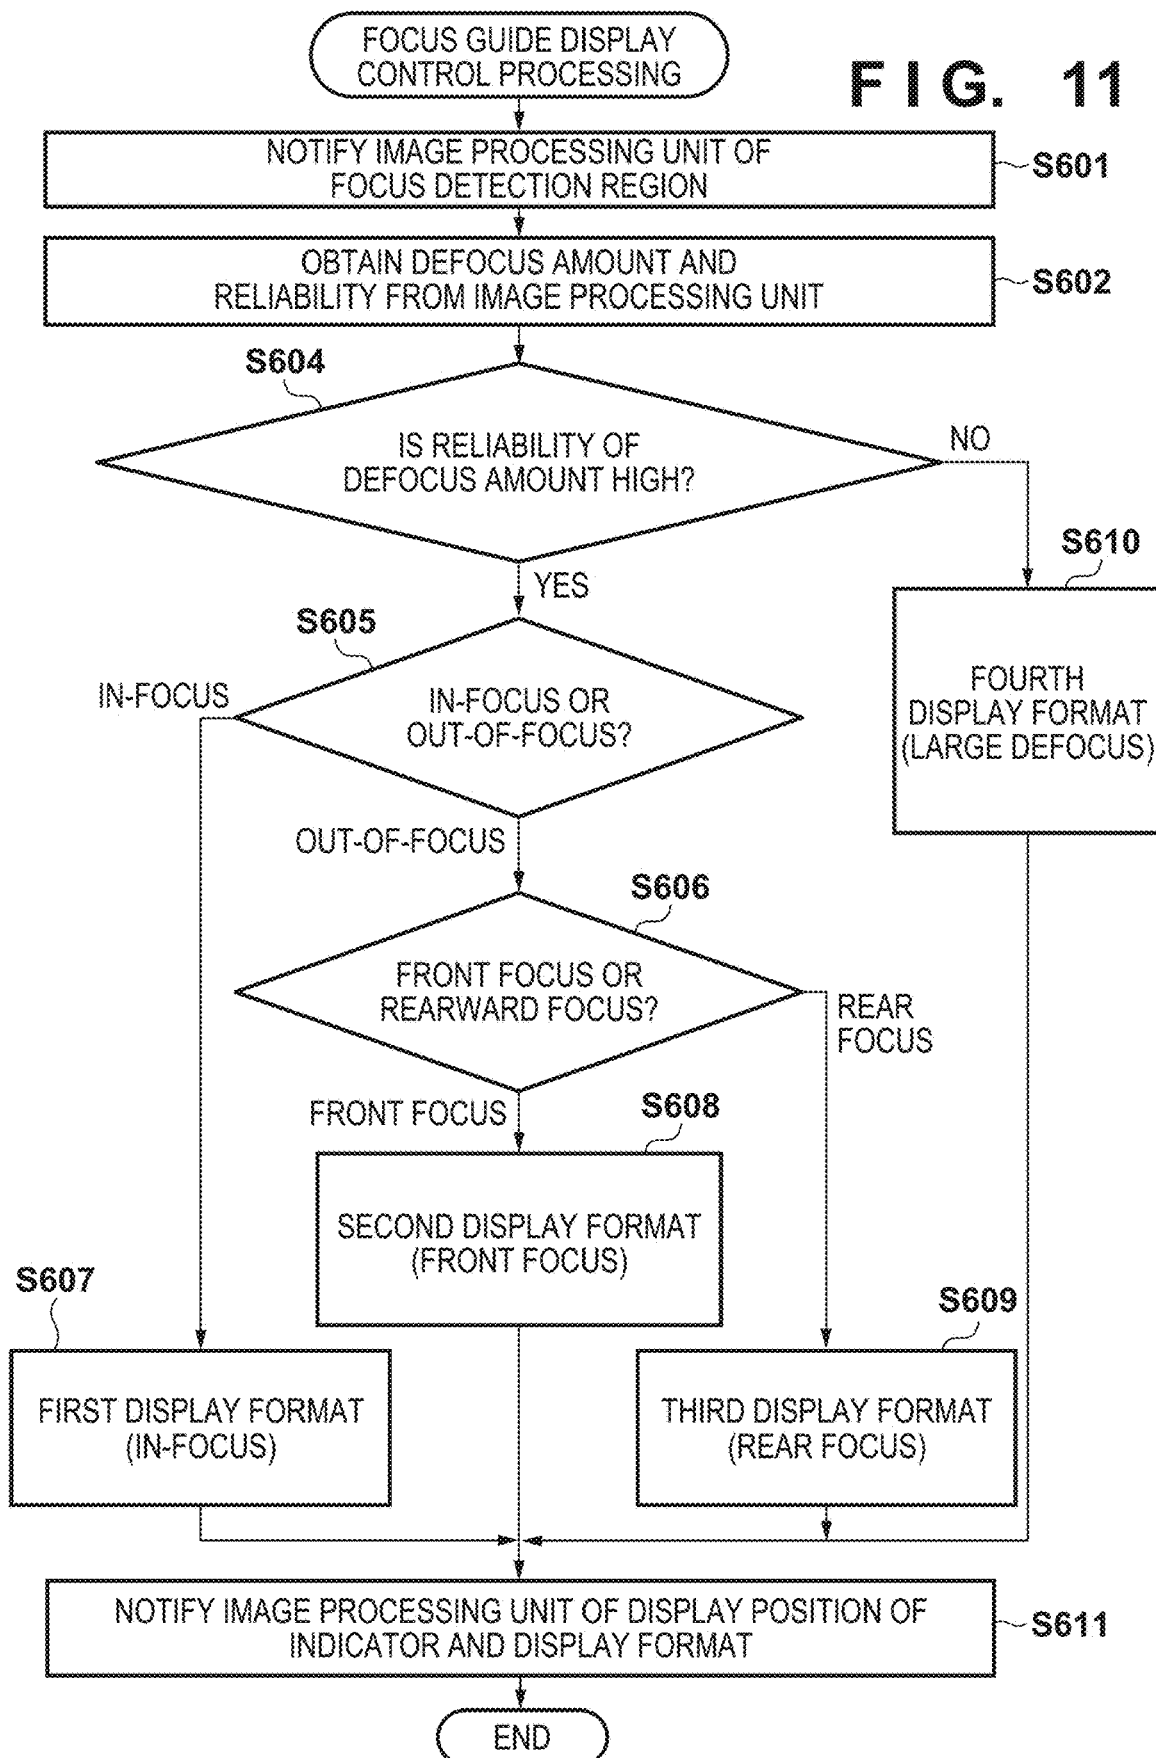 FOCUS GUIDE DISPLAY
CONTROL PROCESSING
FIG. 11
NOTIFY IMAGE PROCESSING UNIT OF
FOCUS DETECTION REGION
S601
OBTAIN DEFOCUS AMOUNT AND
RELIABILITY FROM IMAGE PROCESSING UNIT
S602
S604
IS RELIABILITY OF
DEFOCUS AMOUNT HIGH?
NO
YES
S610
FOURTH
DISPLAY FORMAT
(LARGE DEFOCUS)
S605
IN-FOCUS
IN-FOCUS OR
OUT-OF-FOCUS?
OUT-OF-FOCUS
S606
FRONT FOCUS OR
REARWARD FOCUS?
REAR
FOCUS
FRONT FOCUS
S608
SECOND DISPLAY FORMAT
(FRONT FOCUS)
S607
FIRST DISPLAY FORMAT
(IN-FOCUS)
S609
THIRD DISPLAY FORMAT
(REAR FOCUS)
NOTIFY IMAGE PROCESSING UNIT OF DISPLAY POSITION OF
INDICATOR AND DISPLAY FORMAT
S611
END